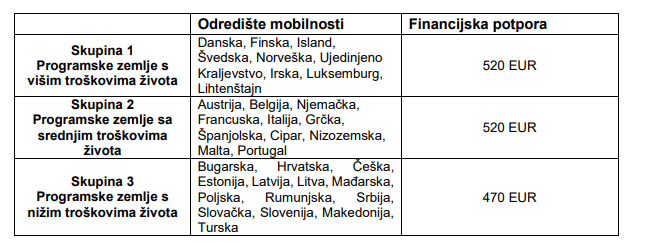 Odredište mobilnosti
Financijska potpora
Skupina 1
Programske zemlje s
višim troškovima života
Danska, Finska, Island,
Švedska, Norveška, Ujedinjeno
Kraljevstvo, Irska, Luksemburg,
Lihtenštajn
520 EUR
Skupina 2
Programske zemlje sa
srednjim troškovima
života
Austrija, Belgija, Njemačka,
Francuska, Italija, Grčka,
Španjolska, Cipar, Nizozemska,
Malta, Portugal
520 EUR
Skupina 3
Programske zemlje s
nižim troškovima života
Bugarska, Hrvatska, Češka,
Estonija, Latvija, Litva, Mađarska,
Poljska, Rumunjska, Srbija,
Slovačka, Slovenija, Makedonija,
Turska
470 EUR